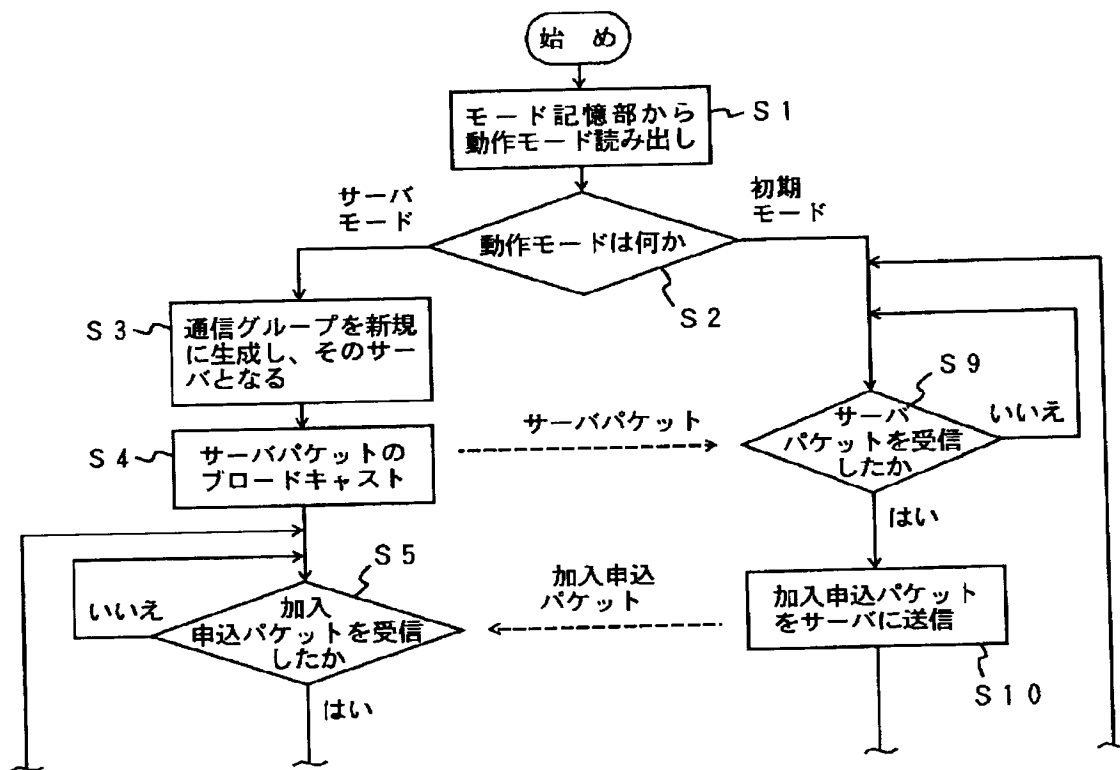 始 め
モード記憶部から
動作モード読み出し
S1
サーバ
モード
初期
モード
動作モードは何か
S2
S3
通信グループを新規
に生成し、そのサー
バとなる
S4
サーバパケットの
ブロードキャスト
サーバパケット
S9
サーバ
パケットを受信
したか
いいえ
はい
S5
加入
申込パケットを受信
したか
いいえ
はい
加入申込
パケット
加入申込パケット
をサーバに送信
S10